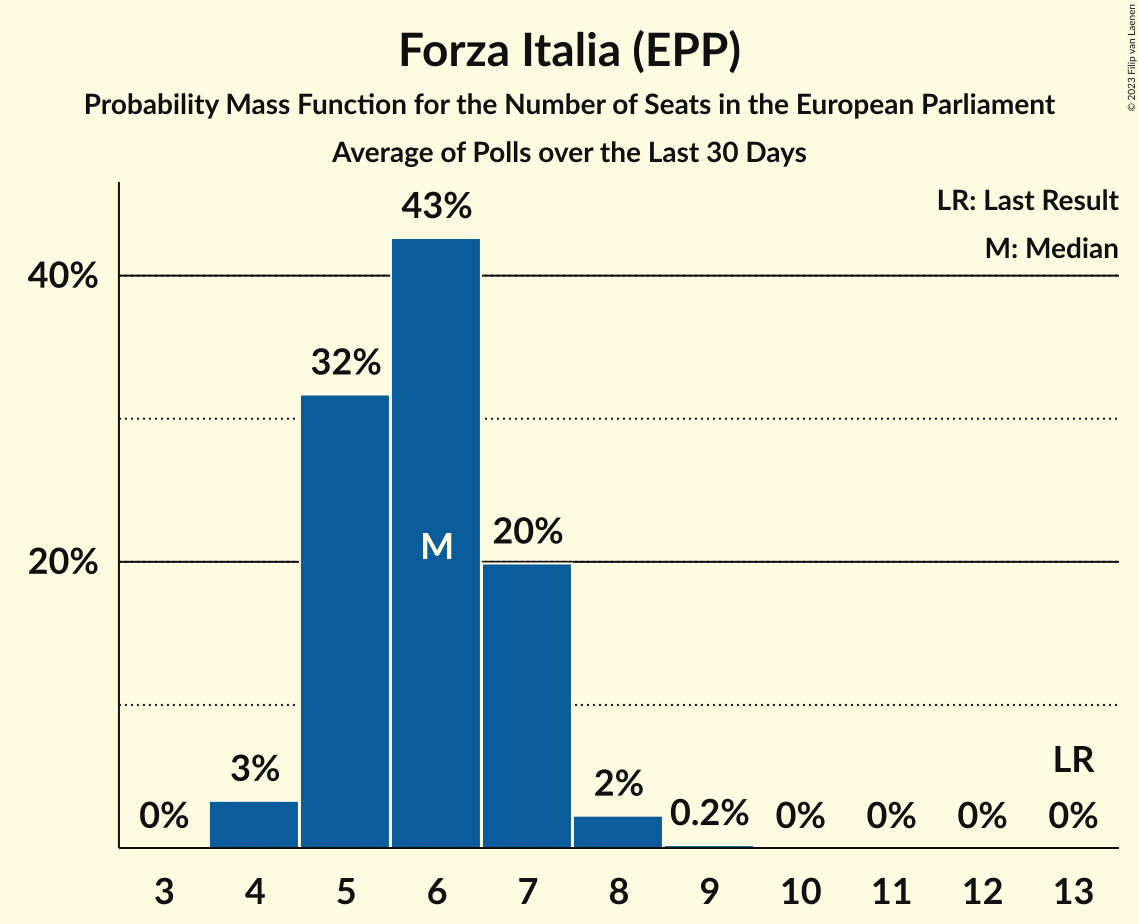 Forza Italia (EPP)
Probability Mass Function for the Number of Seats in the European Parliament
Average of Polls over the Last 30 Days
© 2023 Filip van Laenen
LR: Last Result
M: Median
43%
40%
32%
20%
M
20%
3%
2%
0.2%
0%
0%
0%
0%
LR
0%
3 4 5 6 7 8 9 10 11 12 13